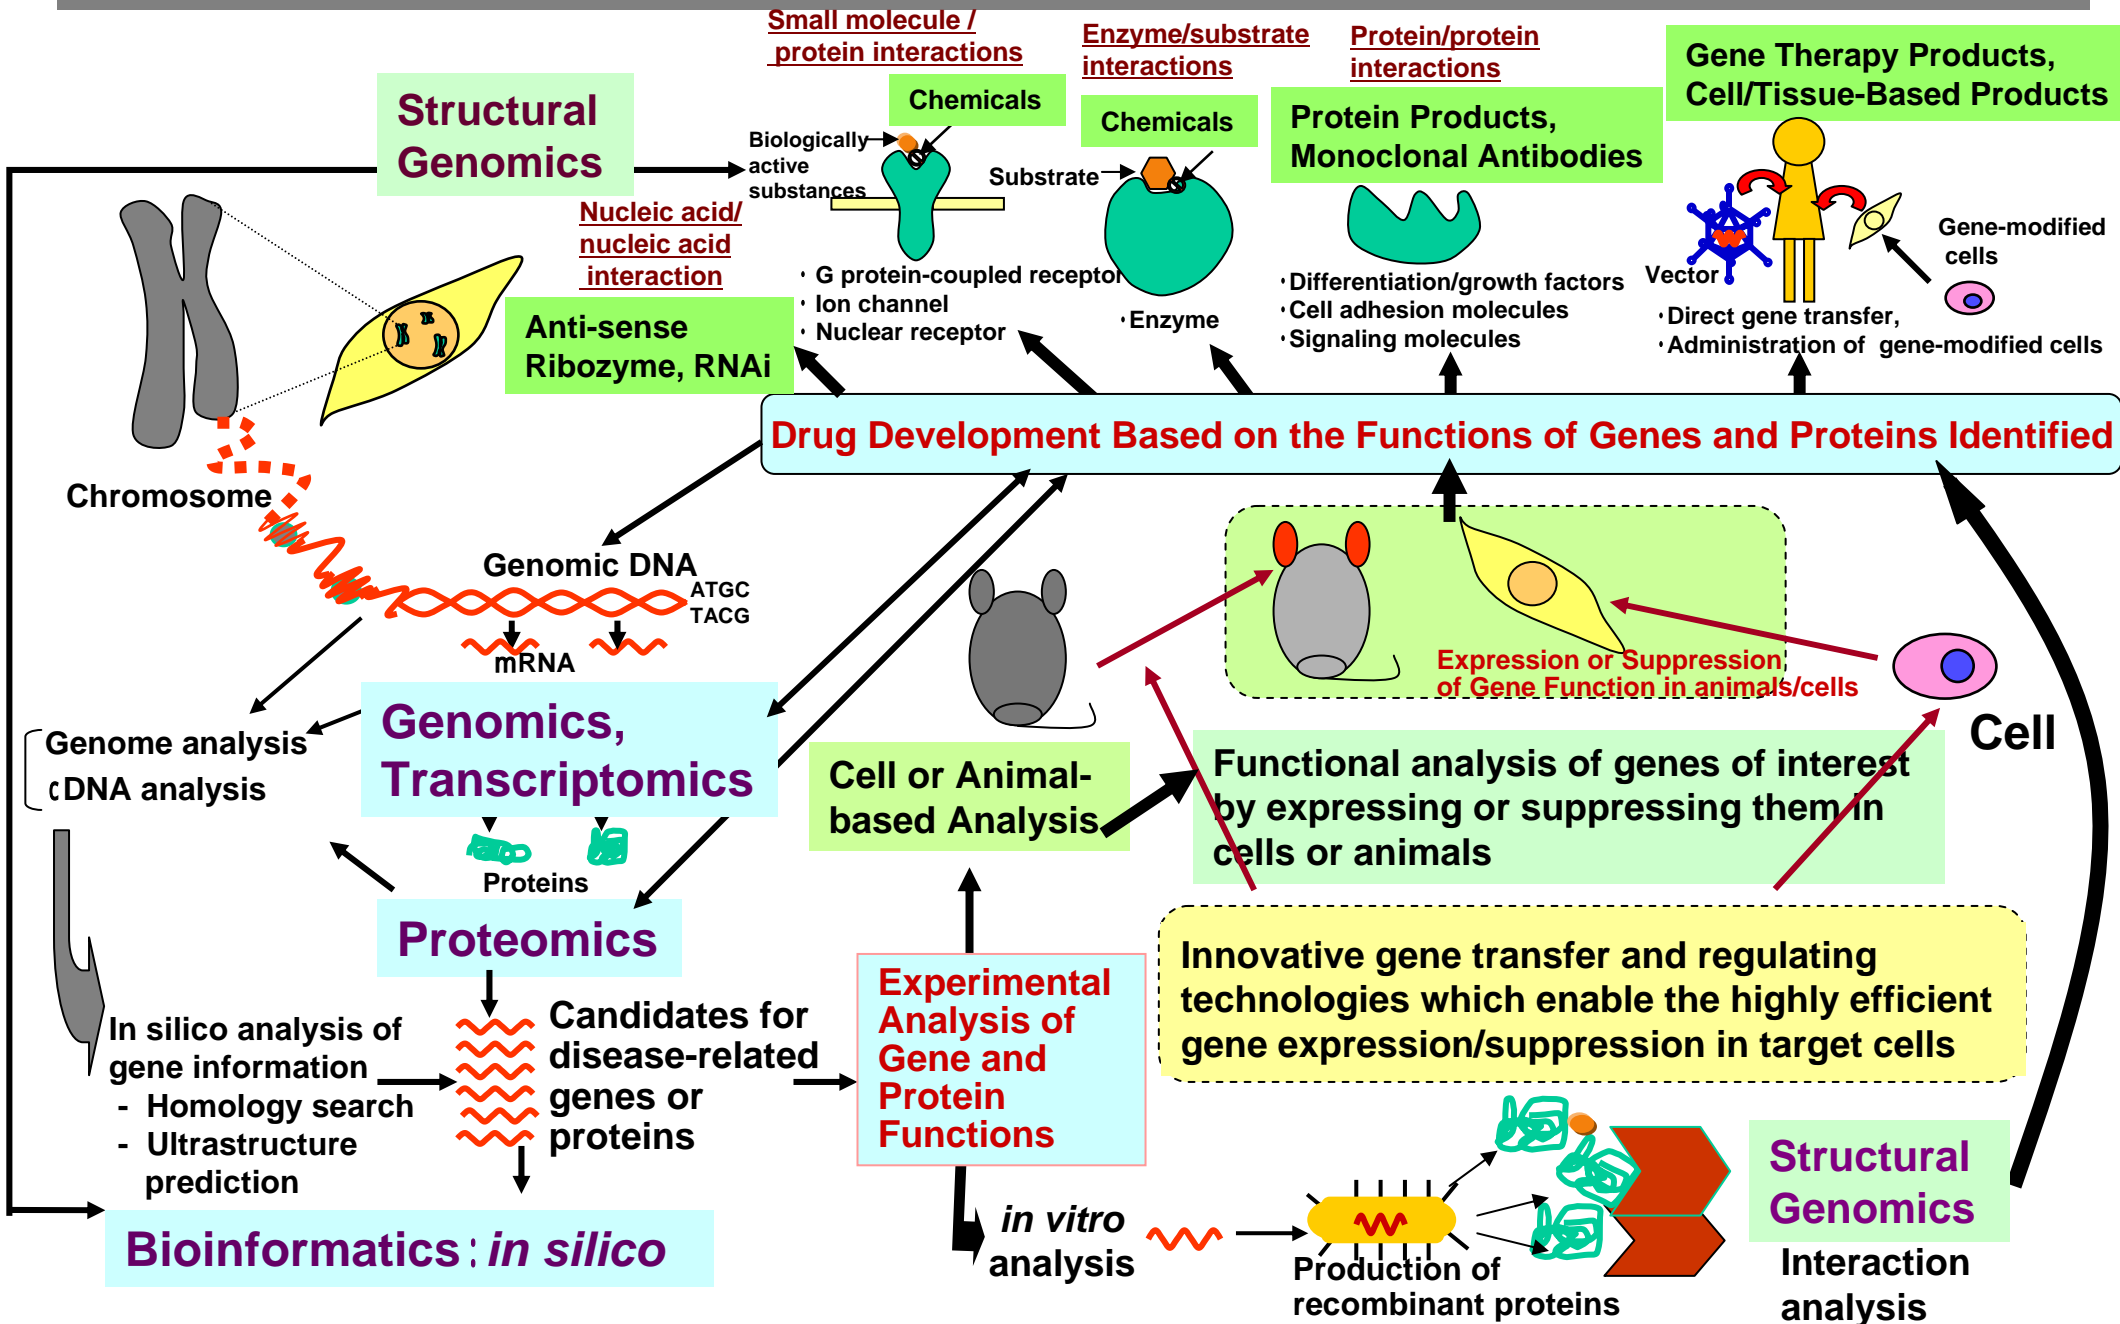 Small molecule /
protein interactions
Enzyme/substrate
interactions
Protein/protein
interactions
Gene Therapy Products,
Cell/Tissue-Based Products
Structural
Genomics
Chemicals
Chemicals
Protein Products,
Monoclonal Antibodies
Biologically
active
substances
Substrate
Nucleic acid/
nucleic acid
interaction
Gene-modified
cells
Vector
· G protein-coupled receptor
· Ion channel
· Nuclear receptor
· Enzyme
· Differentiation/growth factors
· Cell adhesion molecules
· Signaling molecules
· Direct gene transfer,
· Administration of gene-modified cells
Anti-sense
Ribozyme, RNAi
Drug Development Based on the Functions of Genes and Proteins Identified
Chromosome
Genomic DNA
ATGC
TACG
mRNA
Expression or Suppression
of Gene Function in animals/cells
Cell
Genomics,
Transcriptomics
Genome analysis
cDNA analysis
Cell or Animal-
based Analysis
Functional analysis of genes of interest
by expressing or suppressing them in
cells or animals
Proteins
Proteomics
Experimental
Analysis of
Gene and
Protein
Functions
Innovative gene transfer and regulating
technologies which enable the highly efficient
gene expression/suppression in target cells
In silico analysis of
gene information
- Homology search
- Ultrastructure
prediction
Candidates for
disease-related
genes or
proteins
Bioinformatics : in silico
in vitro
analysis
Production of
recombinant proteins
Structural
Genomics
Interaction
analysis